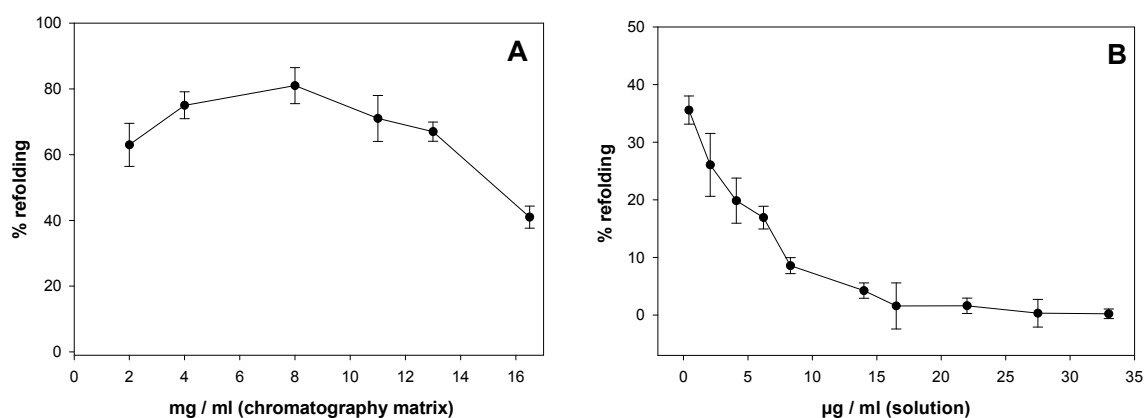 A
% refolding
100
80
60
40
20
0
0 2 4 6 8 10 12 14 16
mg / ml (chromatography matrix)
B
% refolding
50
40
30
20
10
0
0 5 10 15 20 25 30 35
µg / ml (solution)